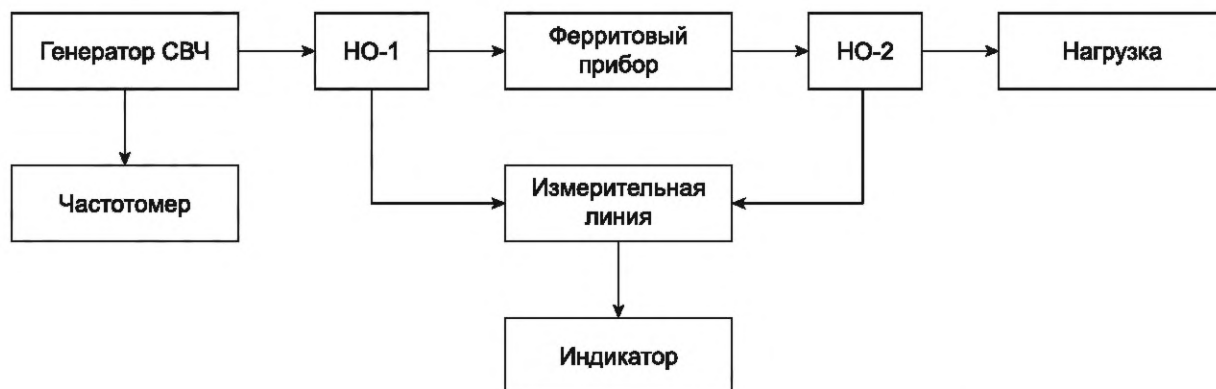 Генератор СВЧ
НО-1
Ферритовый
прибор
НО-2
Нагрузка
Частотомер
Измерительная
линия
Индикатор